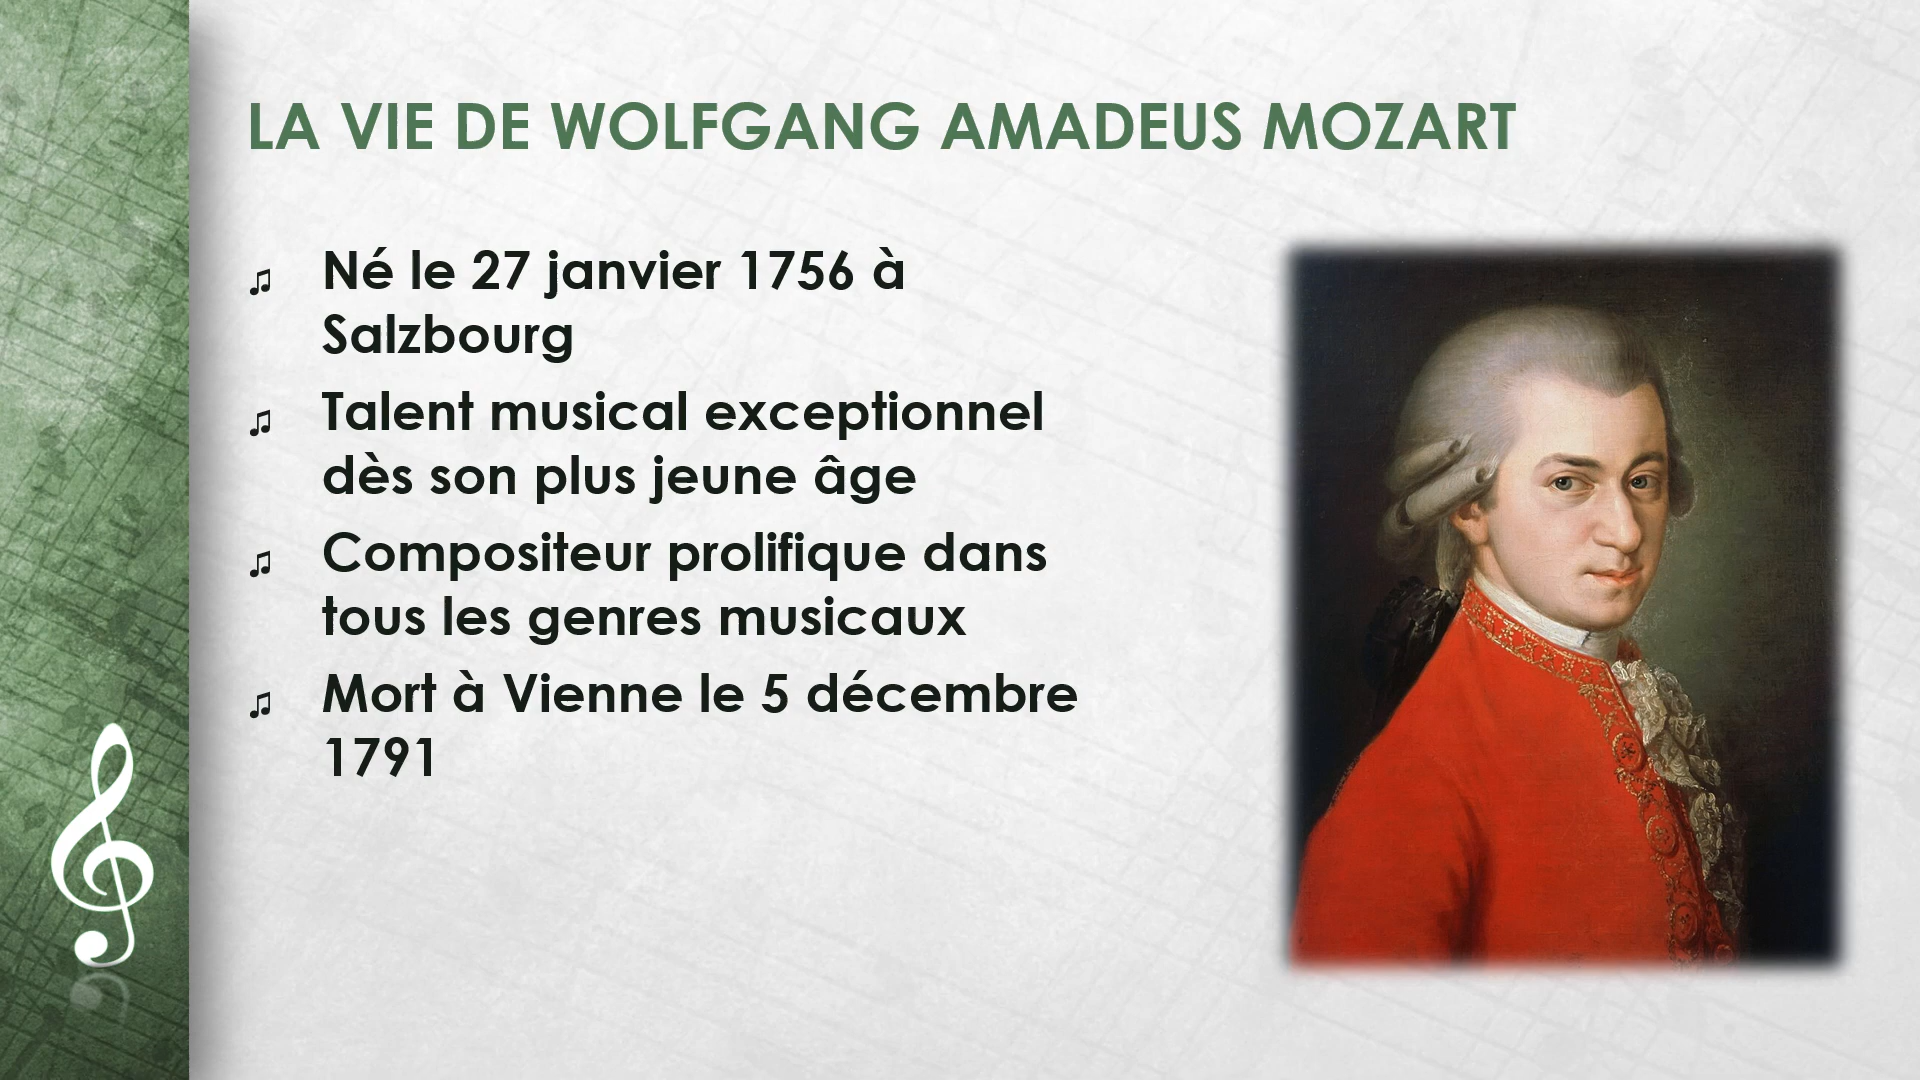 LA VIE DE WOLFGANG AMADEUS MOZART
♫ Né le 27 janvier 1756 à
Salzbourg
♫ Talent musical exceptionnel
dès son plus jeune âge
♫ Compositeur prolifique dans
tous les genres musicaux
♫ Mort à Vienne le 5 décembre
1791